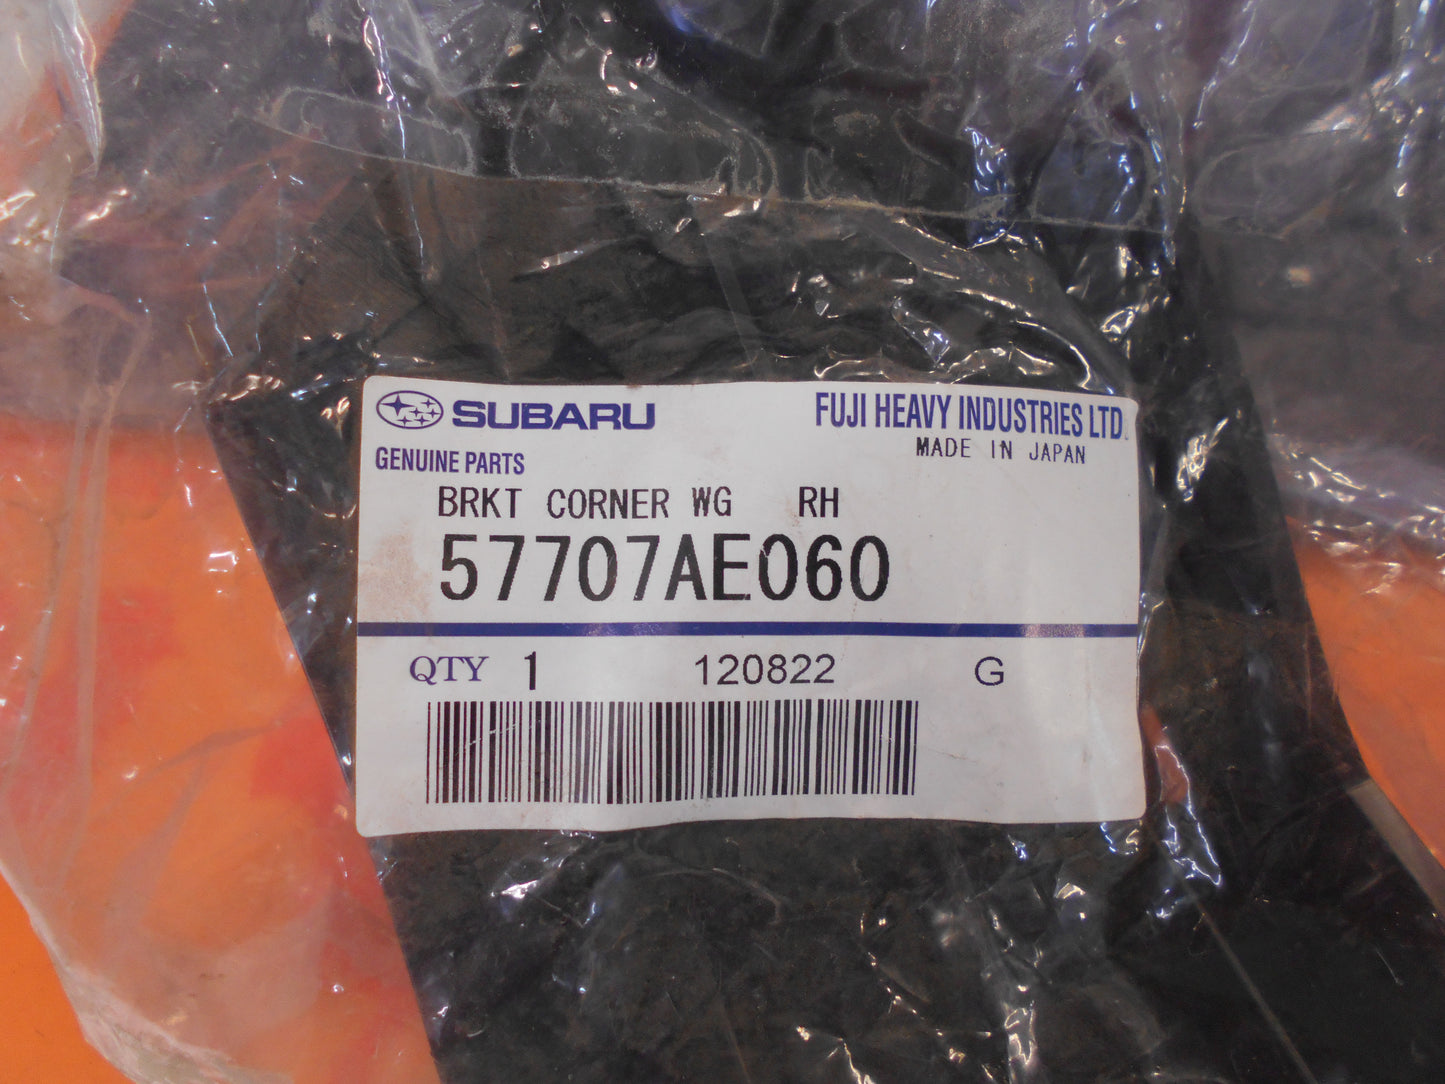 SUBARU
FUJI HEAVY INDUSTRIES LTD.
MADE IN JAPAN
GENUINE PARTS
BRKT CORNER WG RH
57707AE060
QTY 1 120822 G